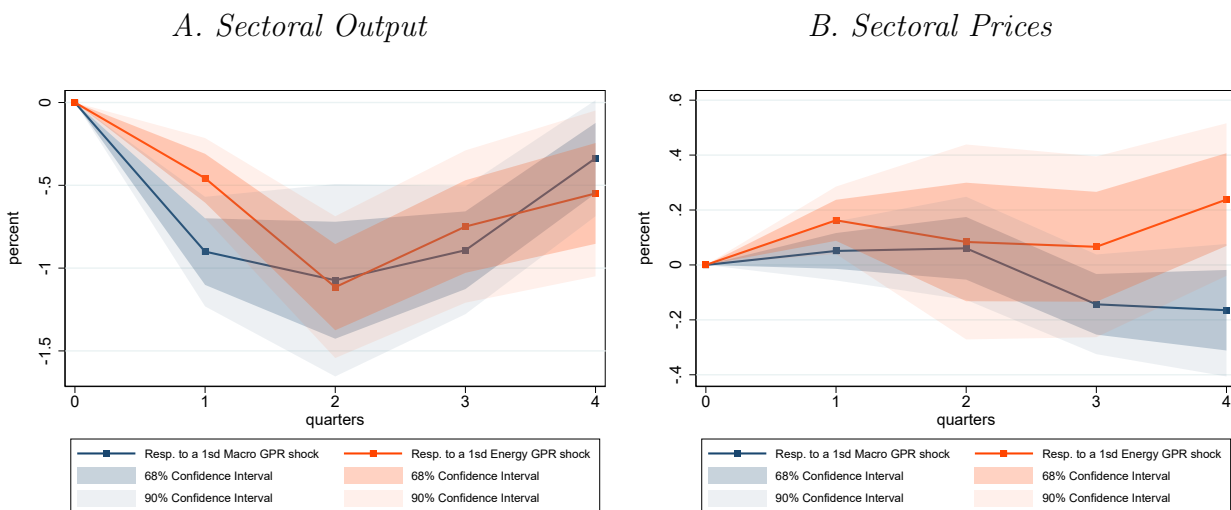 A. Sectoral Output
B. Sectoral Prices
0
-.5
-1
-1.5
percent
0 1 2 3 4
quarters
Resp. to a 1sd Macro GPR shock
Resp. to a 1sd Energy GPR shock
68% Confidence Interval
68% Confidence Interval
90% Confidence Interval
90% Confidence Interval
.6
.4
.2
0
-.2
-.4
percent
0 1 2 3 4
quarters
Resp. to a 1sd Macro GPR shock
Resp. to a 1sd Energy GPR shock
68% Confidence Interval
68% Confidence Interval
90% Confidence Interval
90% Confidence Interval